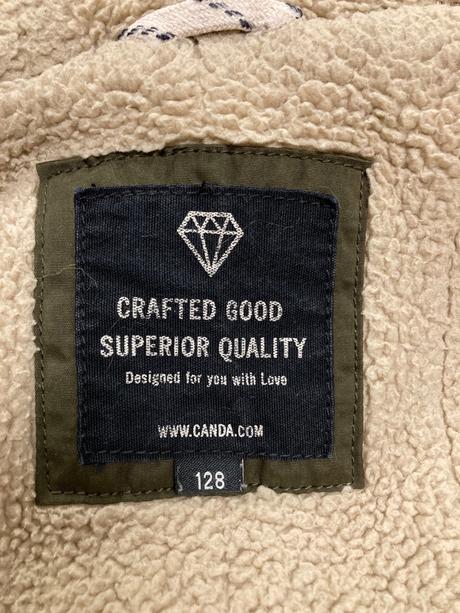 CRAFTED GOOD
SUPERIOR QUALITY
Designed for you with Love
WWW.CANDA.COM
128